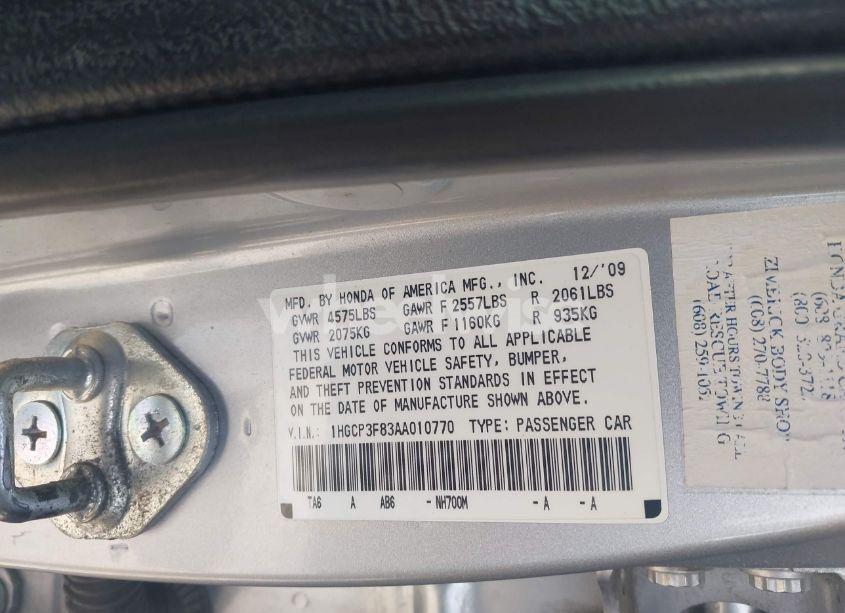 MFD. BY HONDA OF AMERICA MFG., INC. 12/'09
GVWR 4575LBS GAWR F 2557LBS R 2061LBS
GVWR 2075KG GAWR F 1160KG R 935KG
THIS VEHICLE CONFORMS TO ALL APPLICABLE
FEDERAL MOTOR VEHICLE SAFETY, BUMPER,
AND THEFT PREVENTION STANDARDS IN EFFECT
ON THE DATE OF MANUFACTURE SHOWN ABOVE.
V.I.N.: 1HGCP3F83AA010770 TYPE: PASSENGER CAR
TA6 A AB6 - NH700M - A - A
BODY SHO